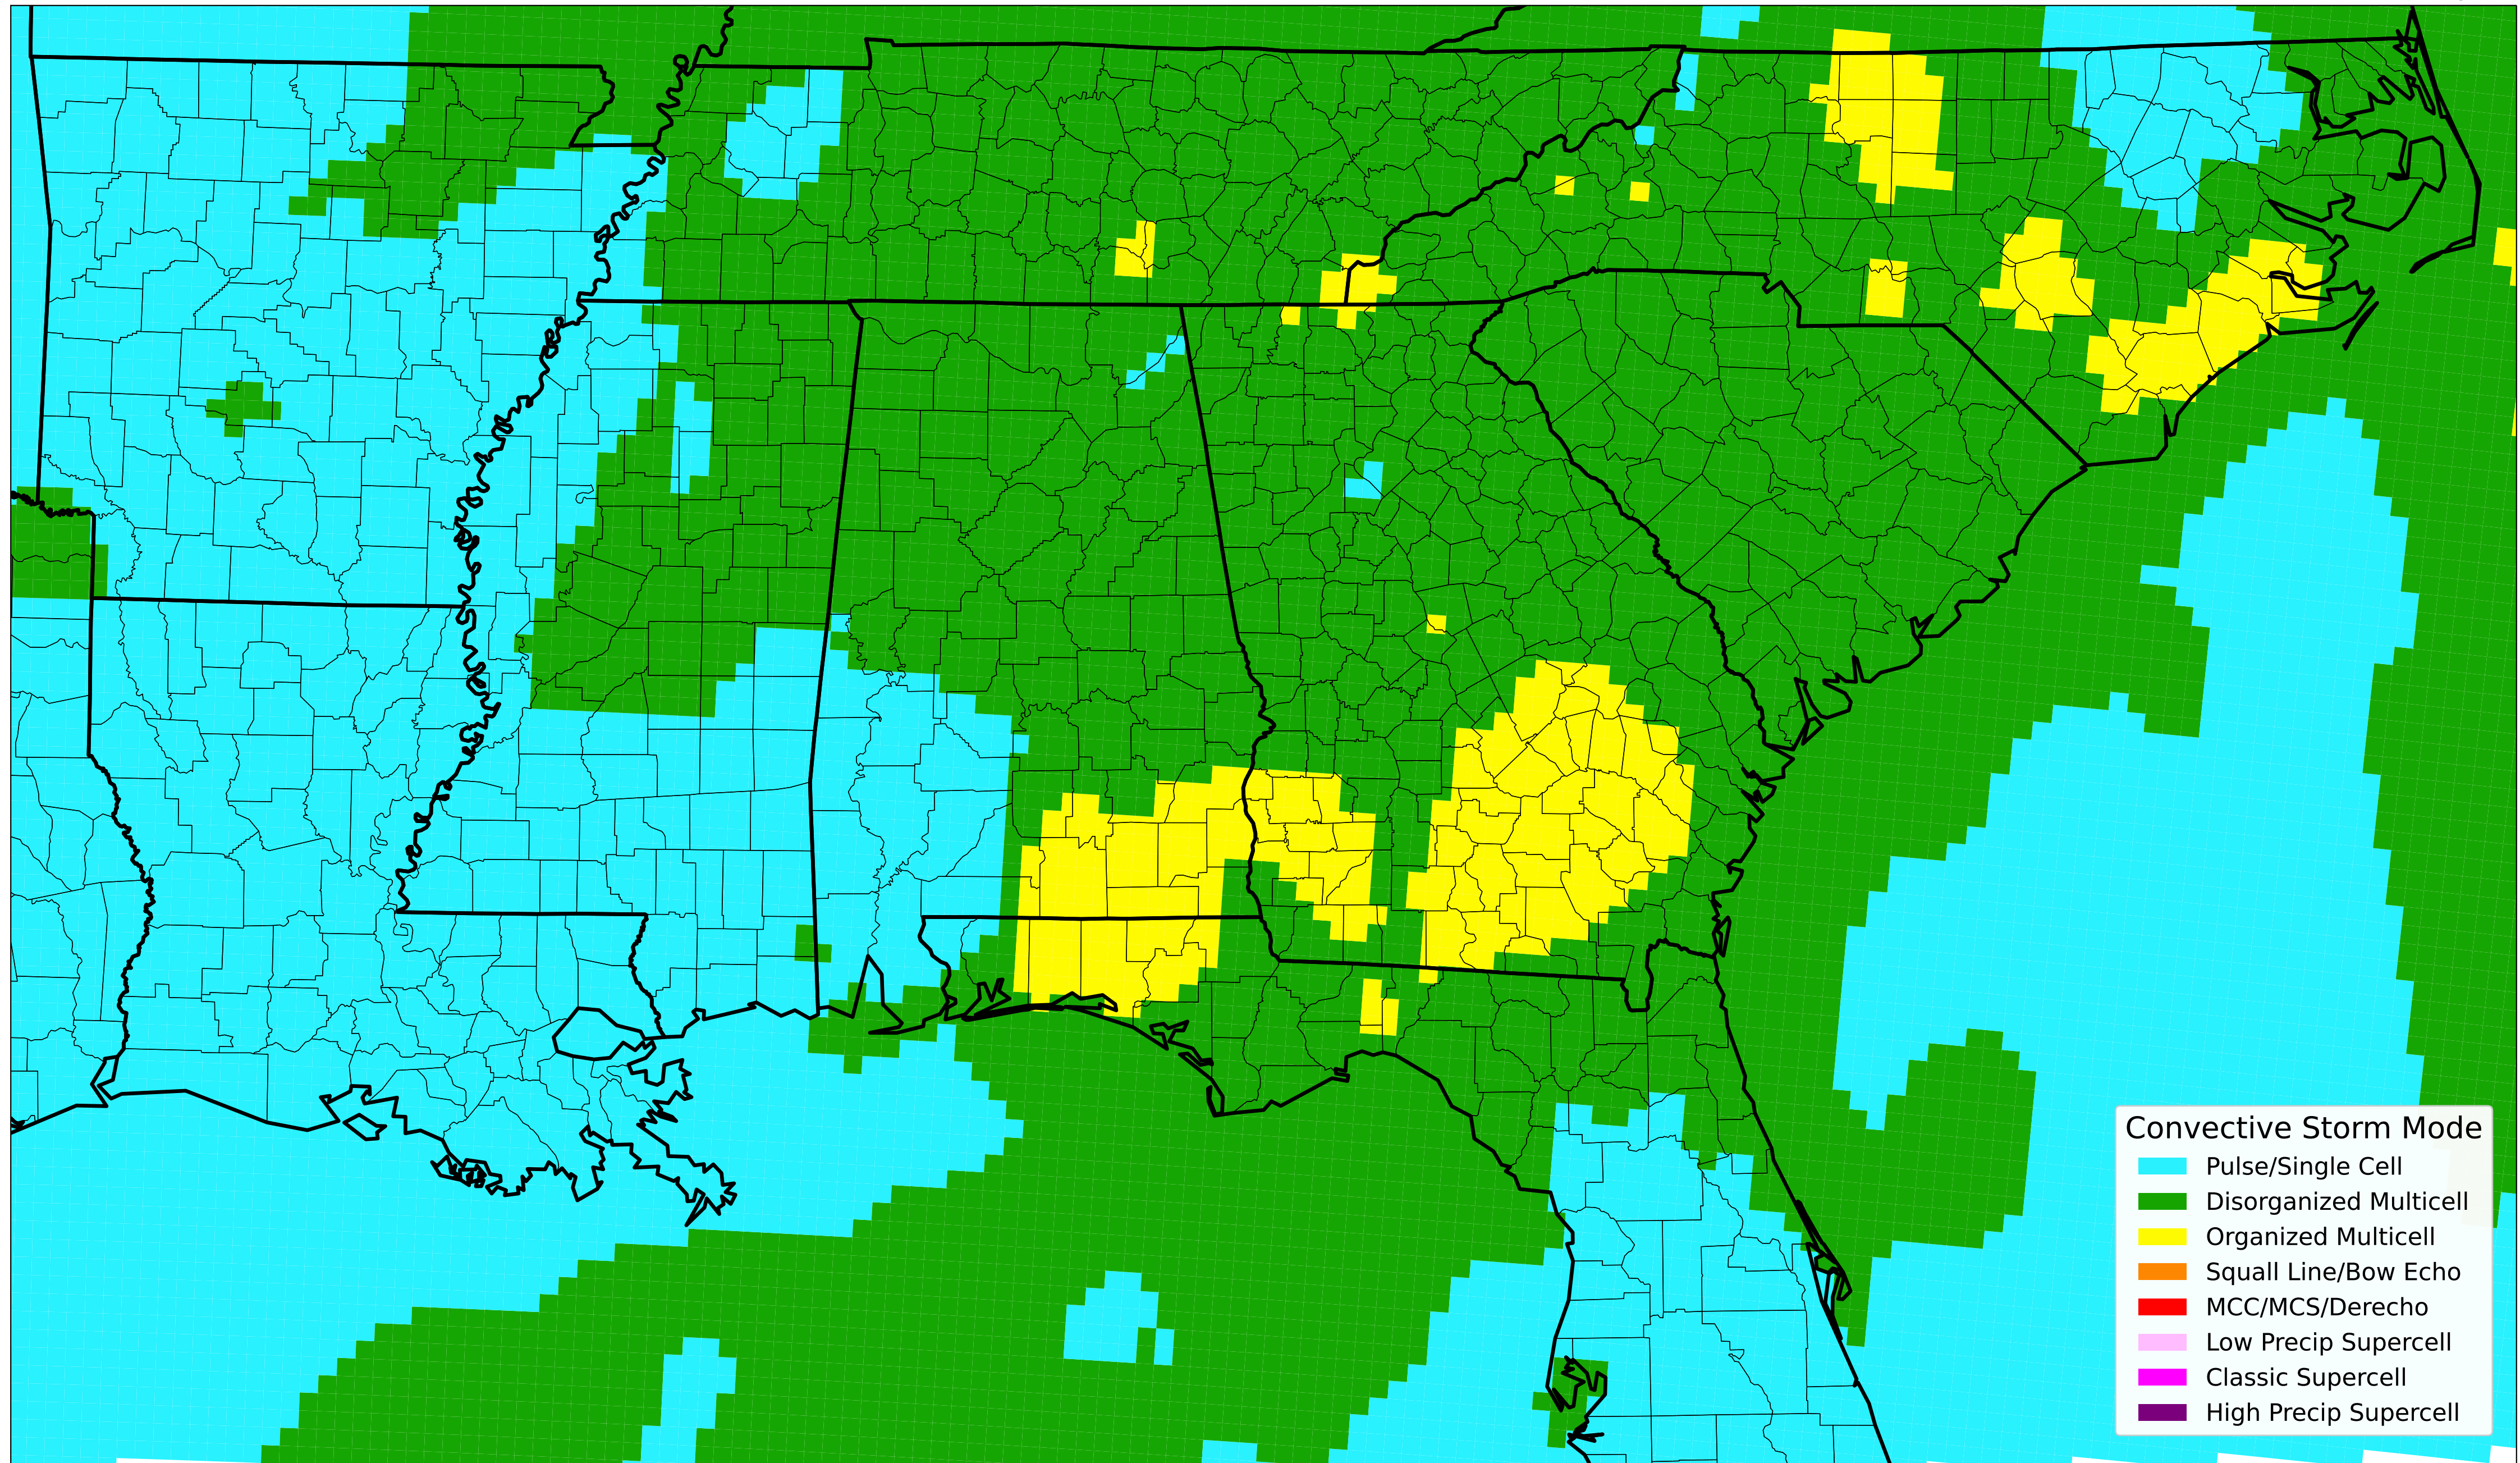 Convective Storm Mode
Pulse/Single Cell
Disorganized Multicell
Organized Multicell
Squall Line/Bow Echo
MCC/MCS/Derecho
Low Precip Supercell
Classic Supercell
High Precip Supercell